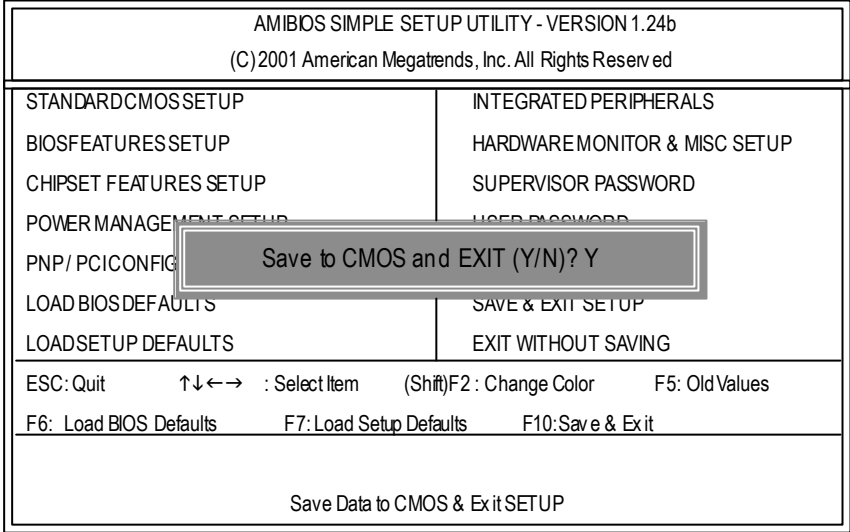 AMIBIOS SIMPLE SETUP UTILITY - VERSION 1.24b
(C) 2001 American Megatrends, Inc. All Rights Reserved
STANDARD CMOS SETUP
BIOS FEATURES SETUP
CHIPSET FEATURES SETUP
POWER MANAGEMENT SETUP
PNP / PCI CONFIG
LOAD BIOS DEFAULTS
LOAD SETUP DEFAULTS
INTEGRATED PERIPHERALS
HARDWARE MONITOR & MISC SETUP
SUPERVISOR PASSWORD
USER PASSWORD
SAVE & EXIT SETUP
EXIT WITHOUT SAVING
Save to CMOS and EXIT (Y/N)? Y
ESC: Quit ↑↓←→ : Select Item (Shift)F2 : Change Color F5: Old Values
F6: Load BIOS Defaults F7: Load Setup Defaults F10: Save & Exit
Save Data to CMOS & Exit SETUP